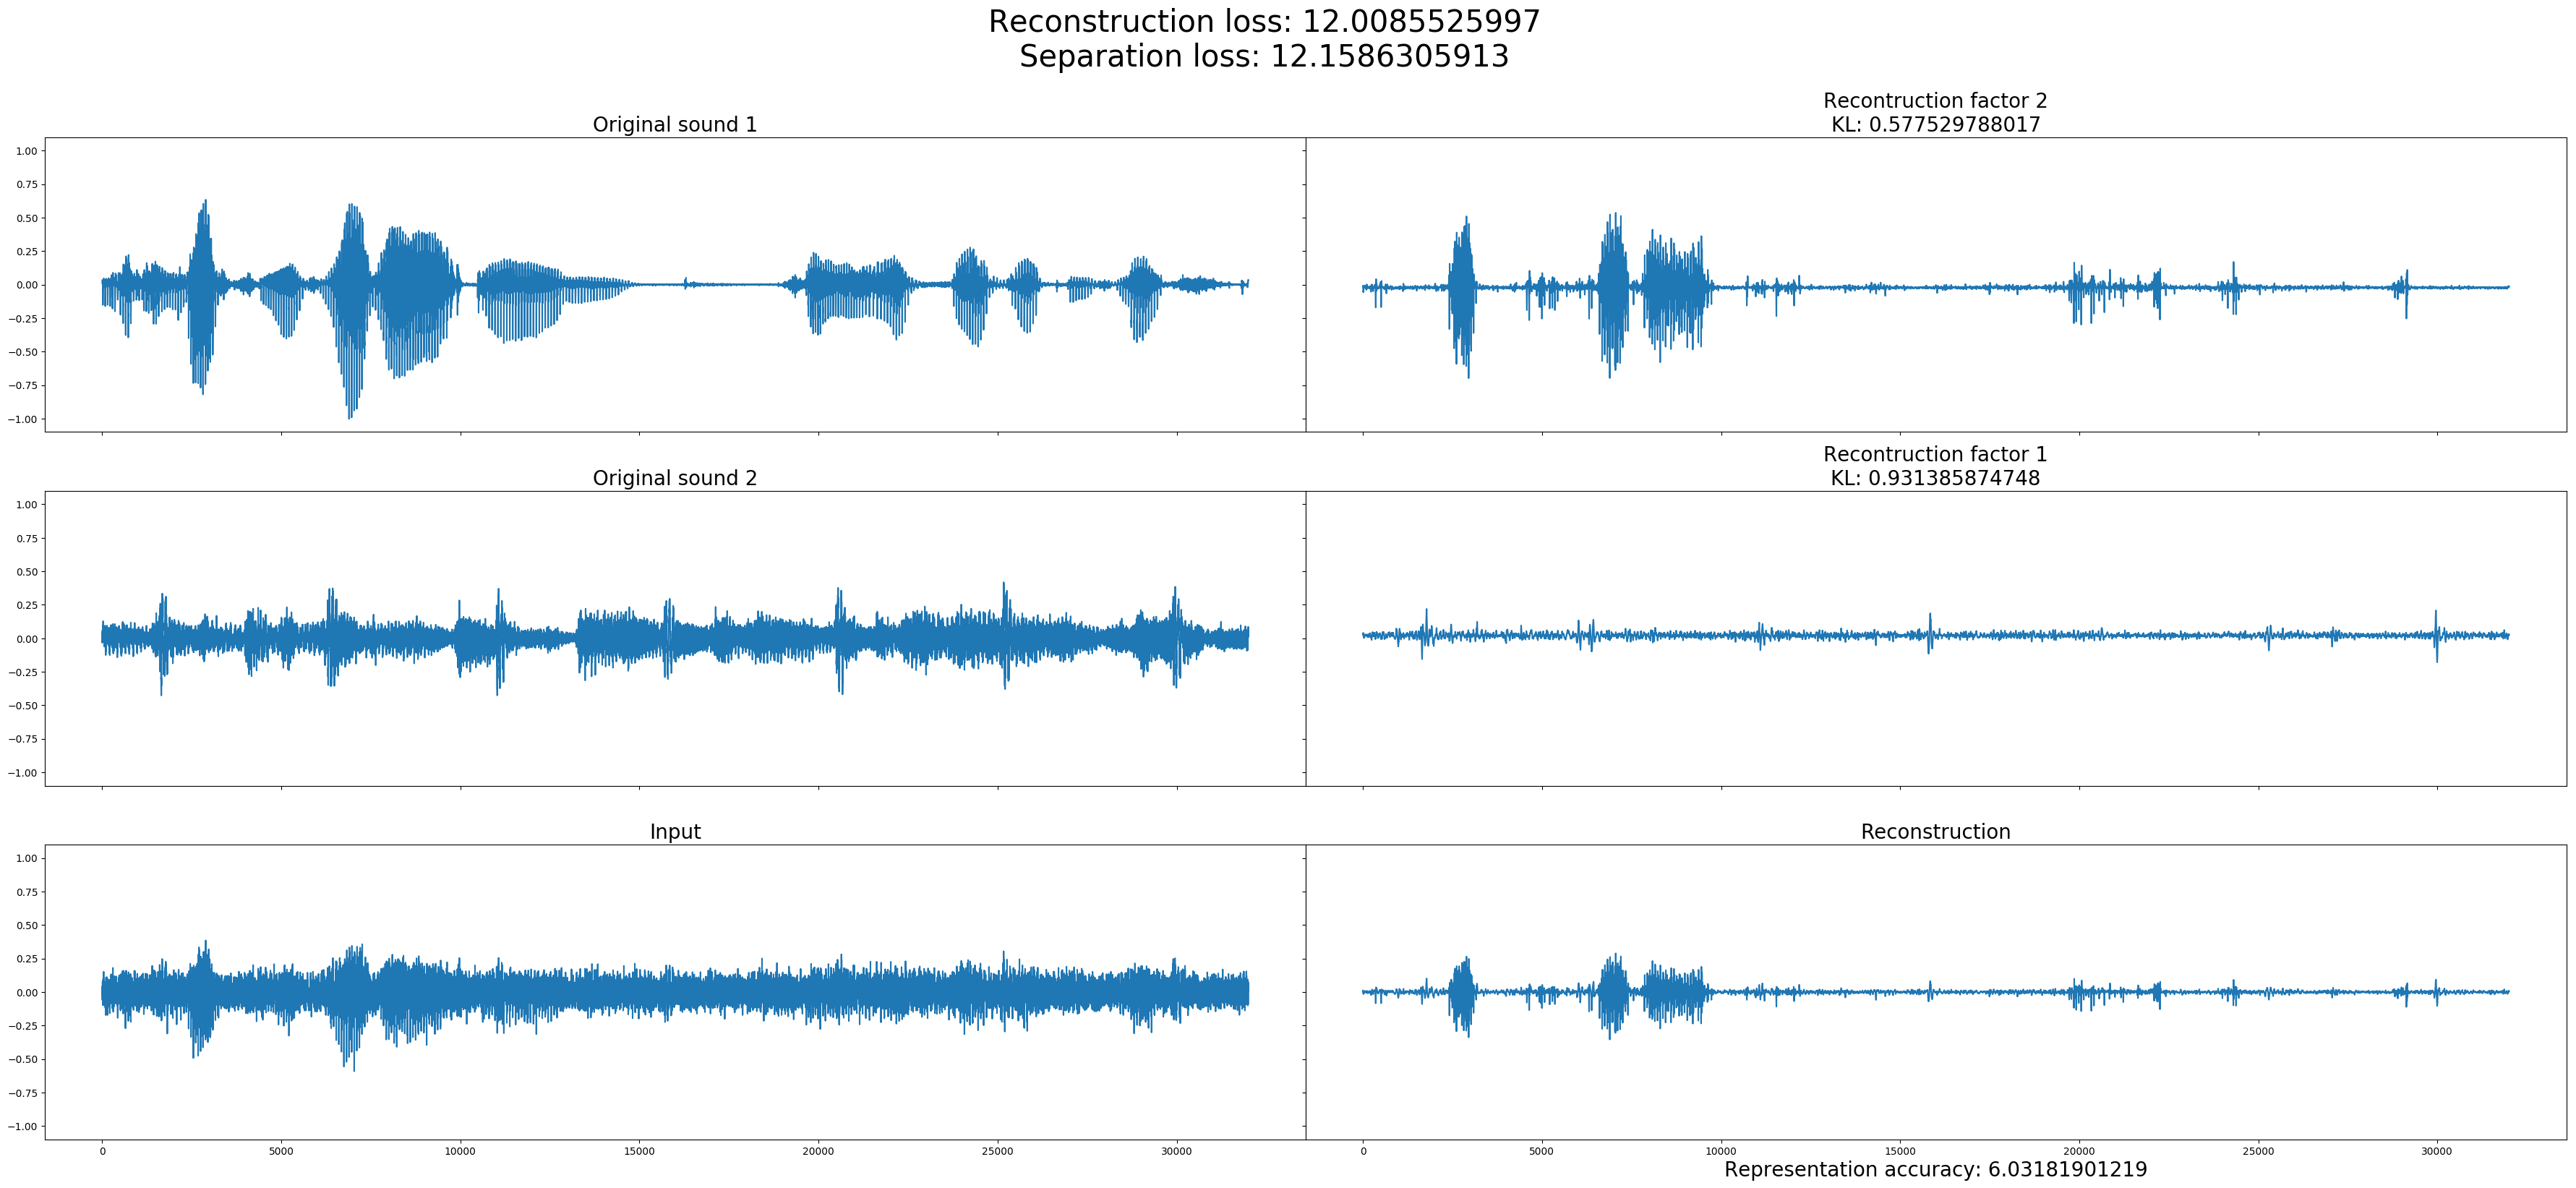 Reconstruction loss: 12.0085525997
Separation loss: 12.1586305913
Original sound 1
Recontruction factor 2
KL: 0.577529788017
1.00
0.75
0.50
0.25
0.00
−0.25
−0.50
−0.75
−1.00
Original sound 2
Recontruction factor 1
KL: 0.931385874748
1.00
0.75
0.50
0.25
0.00
−0.25
−0.50
−0.75
−1.00
Input
Reconstruction
1.00
0.75
0.50
0.25
0.00
−0.25
−0.50
−0.75
−1.00
0 5000 10000 15000 20000 25000 30000
0 5000 10000 15000 20000 25000 30000
Representation accuracy: 6.03181901219